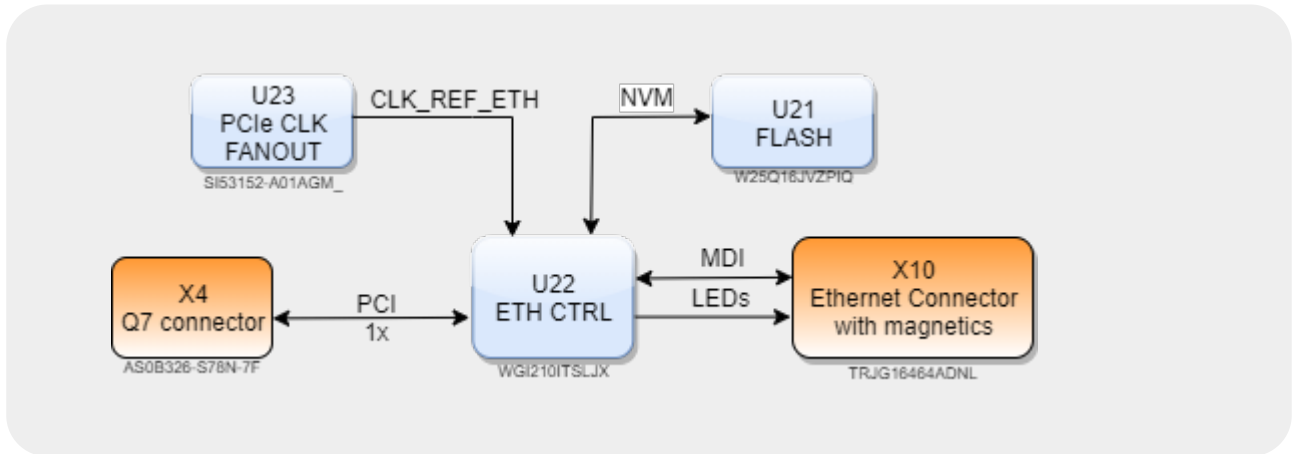 U23
PCIe CLK
FANOUT
SI53152-A01AGM_
CLK_REF_ETH
NVM
U21
FLASH
W25Q16JVZPIQ
X4
Q7 connector
AS0B326-S78N-7F
PCI
1x
U22
ETH CTRL
WGI210ITSLJX
MDI
LEDs
X10
Ethernet Connector
with magnetics
TRJG16464ADNL